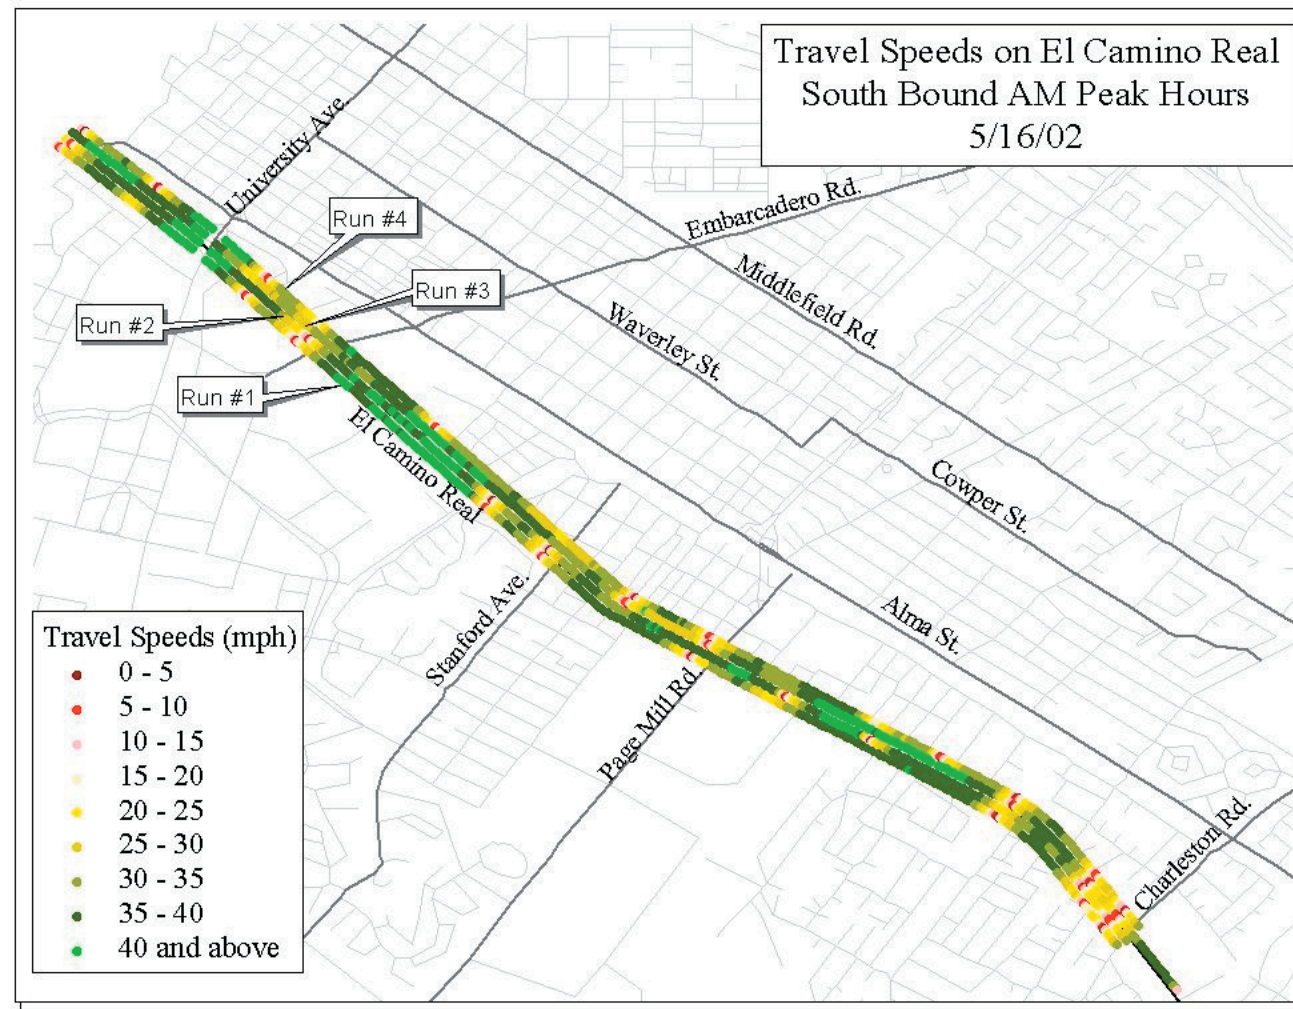 Travel Speeds on El Camino Real
South Bound AM Peak Hours
5/16/02
University Ave.
Run #4
Embarcadero Rd.
Middlefield Rd.
Run #3
Run #2
Waverley St.
Run #1
El Camino Real
Cowper St.
Stanford Ave.
Alma St.
Page Mill Rd.
Charleston Rd.
Travel Speeds (mph)
0 - 5
5 - 10
10 - 15
15 - 20
20 - 25
25 - 30
30 - 35
35 - 40
40 and above